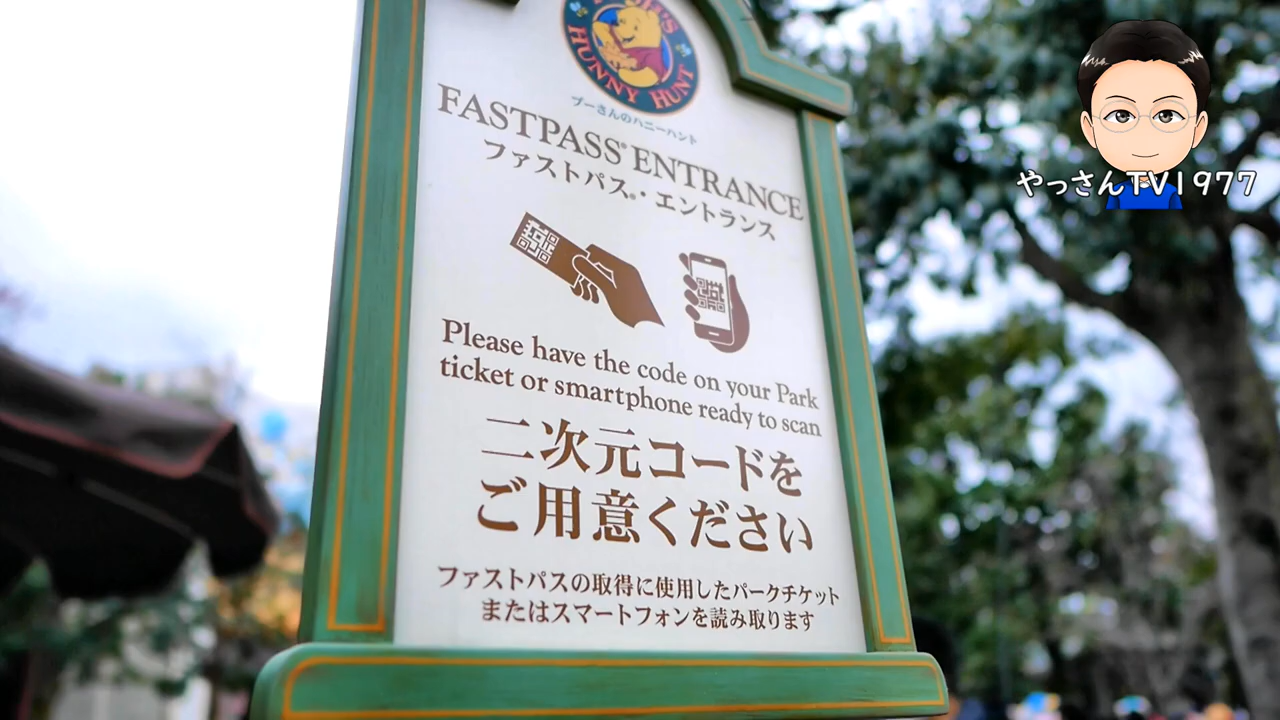 POOH'S
HUNNY HUNT
プーさんのハニーハント
FASTPASS® ENTRANCE
ファストパス®・エントランス
Please have the code on your Park
ticket or smartphone ready to scan
二次元コードを
ご用意ください
ファストパスの取得に使用したパークチケット
またはスマートフォンを読み取ります
やっさんTV1977